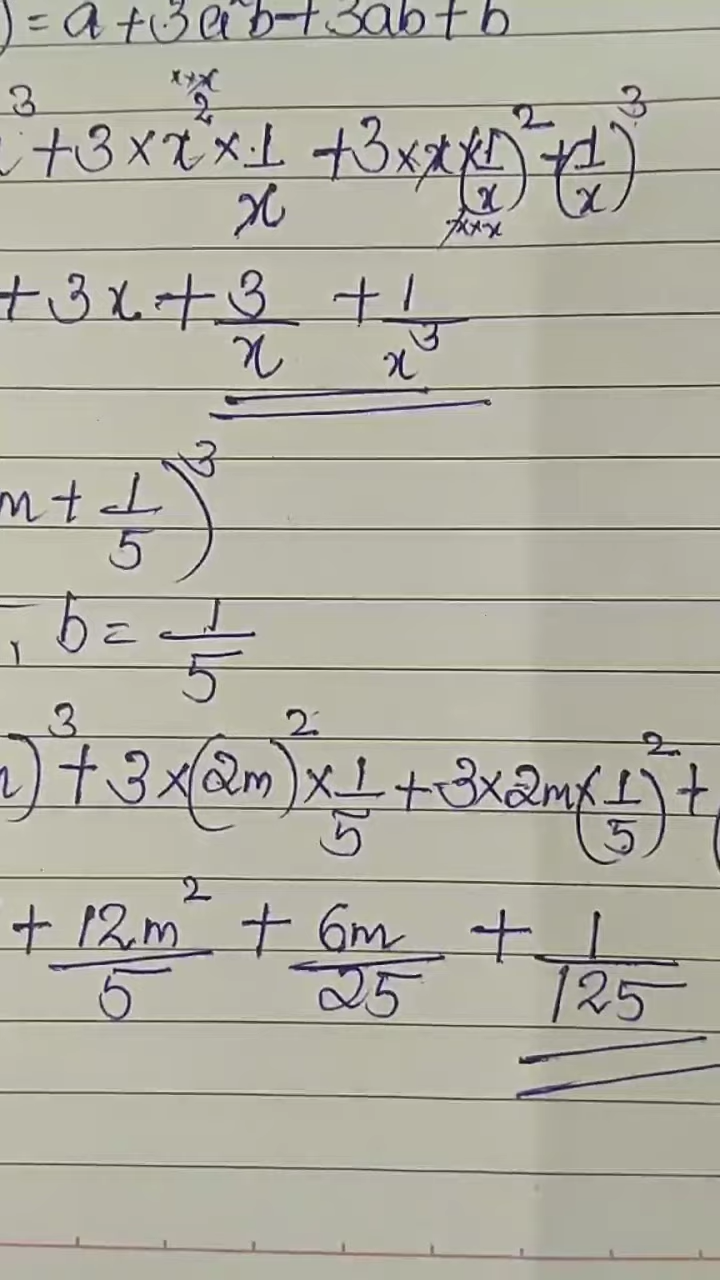 ) = a + 3a²b + 3ab + b
³ + 3 × x² × 1/x + 3 × x × (1/x)² + (1/x)³
+ 3x + 3/x + 1/x³
m + 1/5)³
, b = 1/5
)³ + 3 × (2m)² × 1/5 + 3 × 2m × (1/5)² + (
+ 12m²/5 + 6m/25 + 1/125